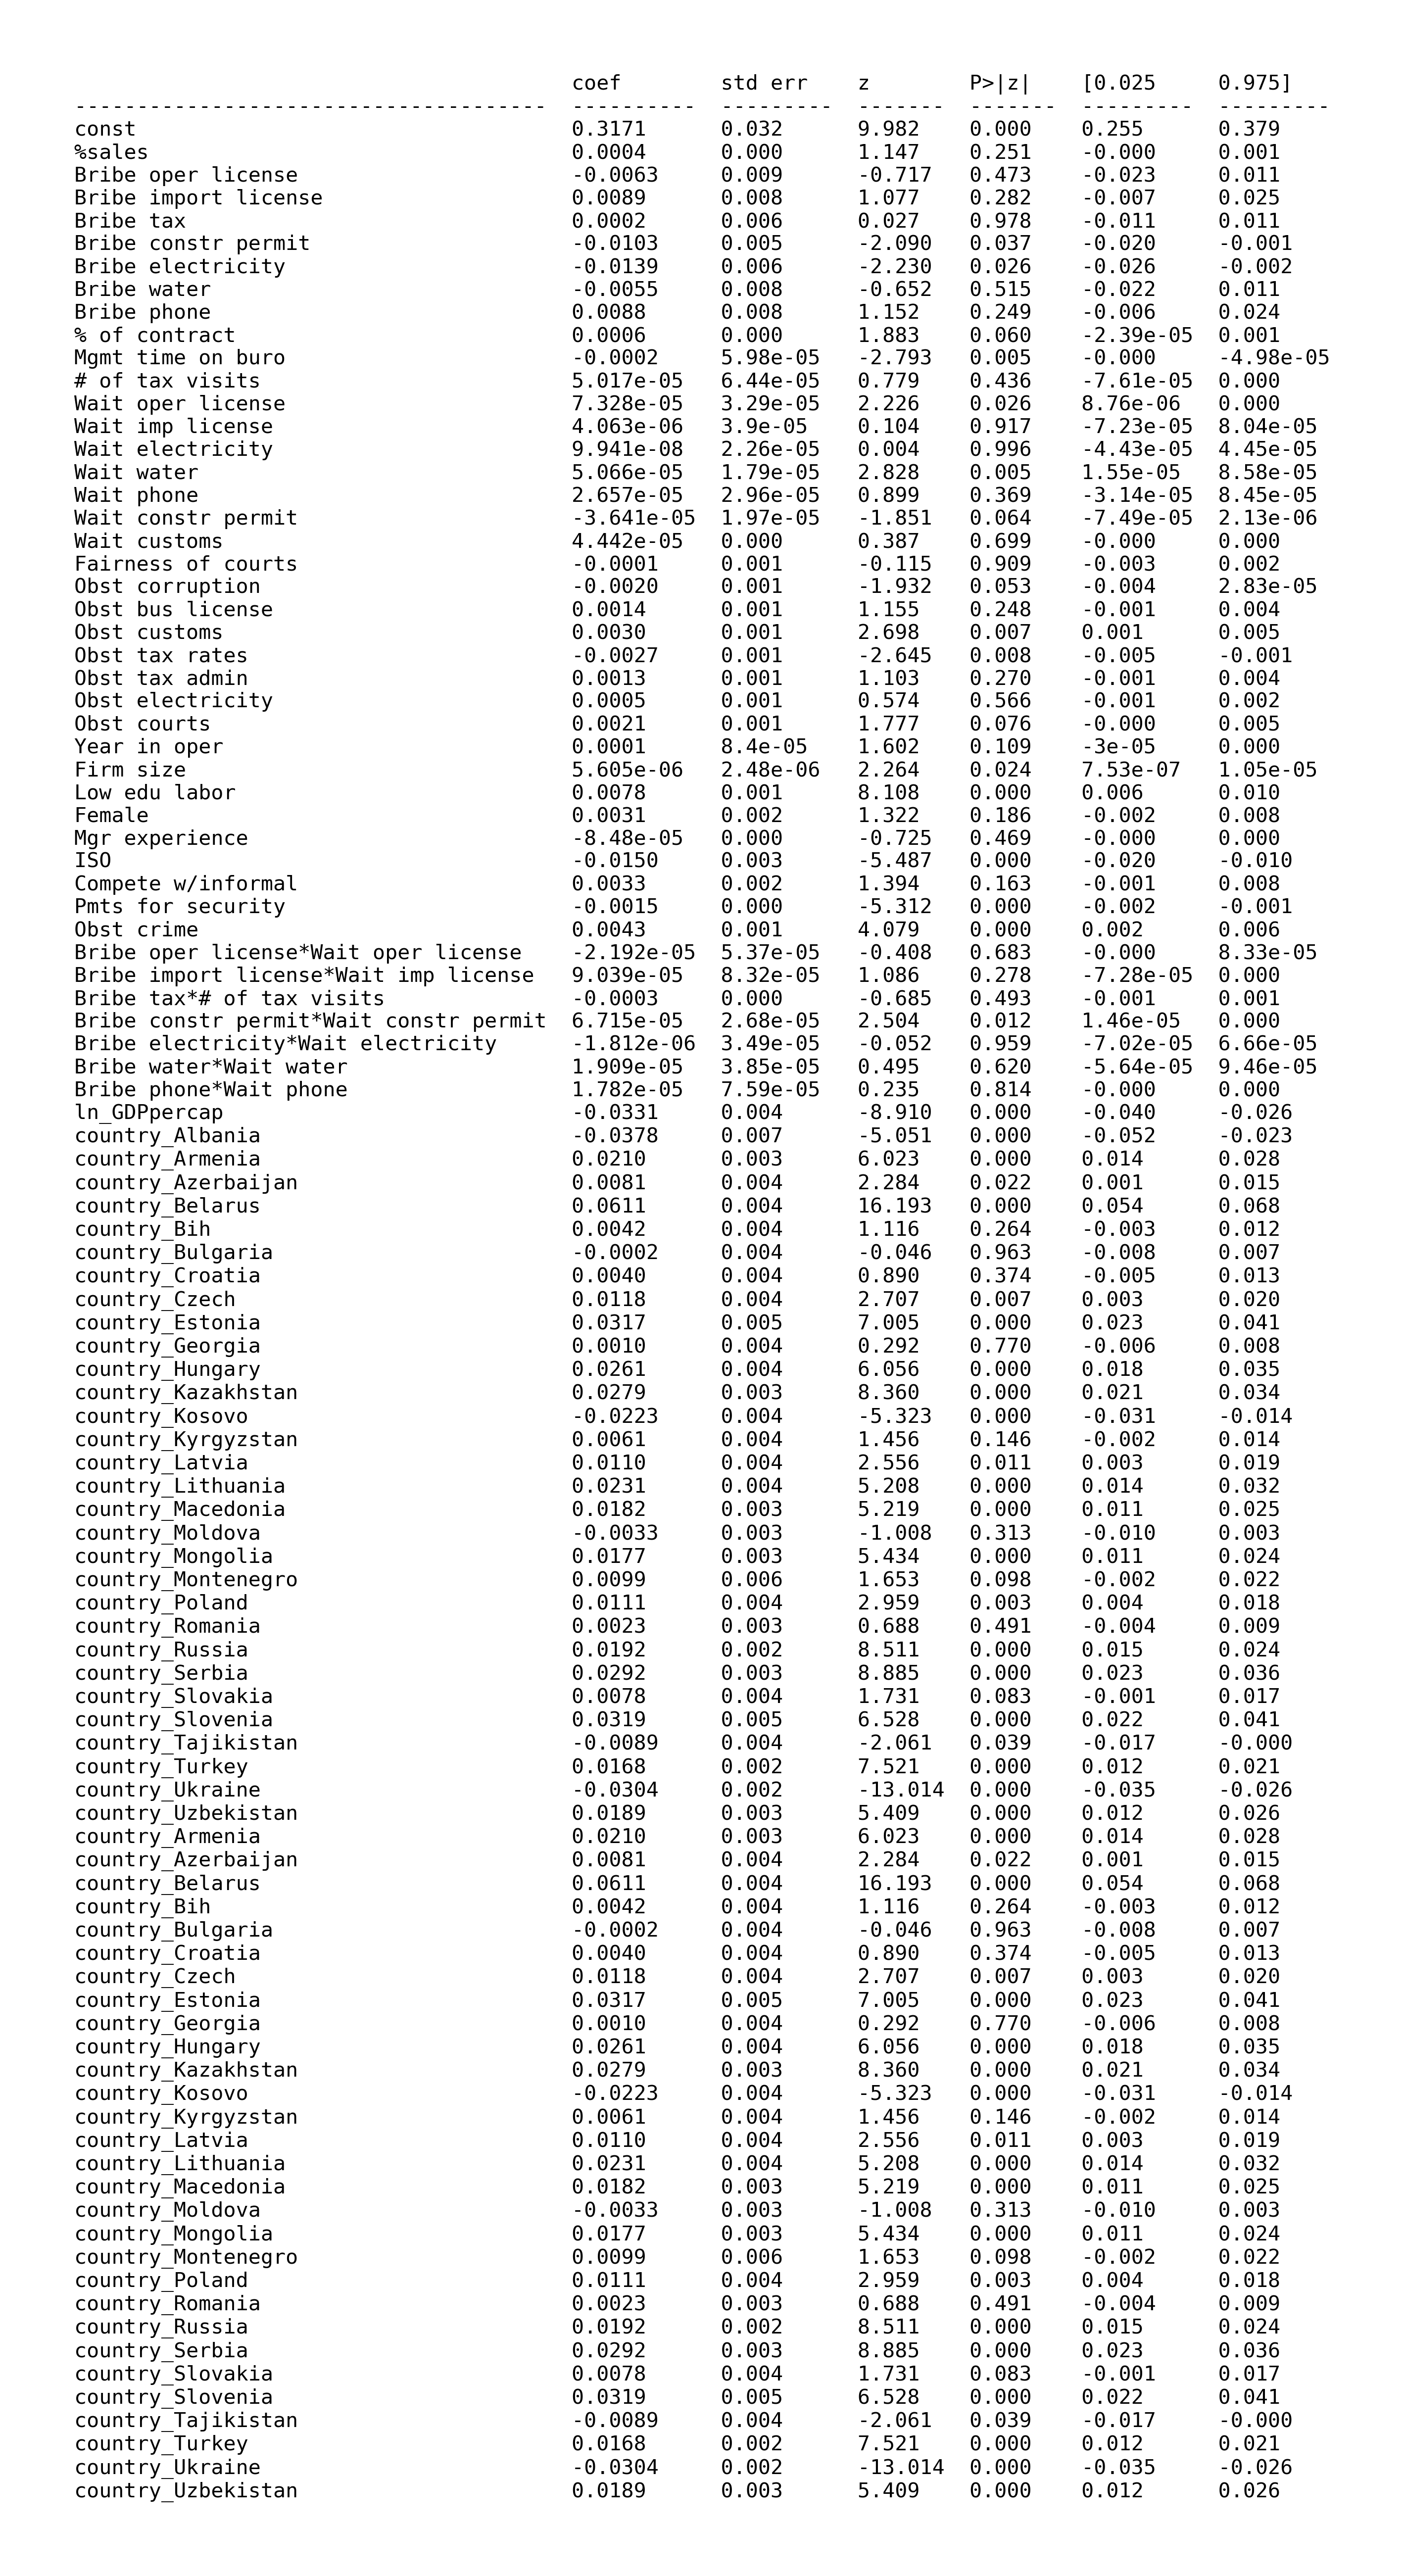 coef std err z P>|z| [0.025 0.975]
-------------------------------------- ---------- --------- ------- ------- --------- ---------
const 0.3171 0.032 9.982 0.000 0.255 0.379
%sales 0.0004 0.000 1.147 0.251 -0.000 0.001
Bribe oper license -0.0063 0.009 -0.717 0.473 -0.023 0.011
Bribe import license 0.0089 0.008 1.077 0.282 -0.007 0.025
Bribe tax 0.0002 0.006 0.027 0.978 -0.011 0.011
Bribe constr permit -0.0103 0.005 -2.090 0.037 -0.020 -0.001
Bribe electricity -0.0139 0.006 -2.230 0.026 -0.026 -0.002
Bribe water -0.0055 0.008 -0.652 0.515 -0.022 0.011
Bribe phone 0.0088 0.008 1.152 0.249 -0.006 0.024
% of contract 0.0006 0.000 1.883 0.060 -2.39e-05 0.001
Mgmt time on buro -0.0002 5.98e-05 -2.793 0.005 -0.000 -4.98e-05
# of tax visits 5.017e-05 6.44e-05 0.779 0.436 -7.61e-05 0.000
Wait oper license 7.328e-05 3.29e-05 2.226 0.026 8.76e-06 0.000
Wait imp license 4.063e-06 3.9e-05 0.104 0.917 -7.23e-05 8.04e-05
Wait electricity 9.941e-08 2.26e-05 0.004 0.996 -4.43e-05 4.45e-05
Wait water 5.066e-05 1.79e-05 2.828 0.005 1.55e-05 8.58e-05
Wait phone 2.657e-05 2.96e-05 0.899 0.369 -3.14e-05 8.45e-05
Wait constr permit -3.641e-05 1.97e-05 -1.851 0.064 -7.49e-05 2.13e-06
Wait customs 4.442e-05 0.000 0.387 0.699 -0.000 0.000
Fairness of courts -0.0001 0.001 -0.115 0.909 -0.003 0.002
Obst corruption -0.0020 0.001 -1.932 0.053 -0.004 2.83e-05
Obst bus license 0.0014 0.001 1.155 0.248 -0.001 0.004
Obst customs 0.0030 0.001 2.698 0.007 0.001 0.005
Obst tax rates -0.0027 0.001 -2.645 0.008 -0.005 -0.001
Obst tax admin 0.0013 0.001 1.103 0.270 -0.001 0.004
Obst electricity 0.0005 0.001 0.574 0.566 -0.001 0.002
Obst courts 0.0021 0.001 1.777 0.076 -0.000 0.005
Year in oper 0.0001 8.4e-05 1.602 0.109 -3e-05 0.000
Firm size 5.605e-06 2.48e-06 2.264 0.024 7.53e-07 1.05e-05
Low edu labor 0.0078 0.001 8.108 0.000 0.006 0.010
Female 0.0031 0.002 1.322 0.186 -0.002 0.008
Mgr experience -8.48e-05 0.000 -0.725 0.469 -0.000 0.000
ISO -0.0150 0.003 -5.487 0.000 -0.020 -0.010
Compete w/informal 0.0033 0.002 1.394 0.163 -0.001 0.008
Pmts for security -0.0015 0.000 -5.312 0.000 -0.002 -0.001
Obst crime 0.0043 0.001 4.079 0.000 0.002 0.006
Bribe oper license*Wait oper license -2.192e-05 5.37e-05 -0.408 0.683 -0.000 8.33e-05
Bribe import license*Wait imp license 9.039e-05 8.32e-05 1.086 0.278 -7.28e-05 0.000
Bribe tax*# of tax visits -0.0003 0.000 -0.685 0.493 -0.001 0.001
Bribe constr permit*Wait constr permit 6.715e-05 2.68e-05 2.504 0.012 1.46e-05 0.000
Bribe electricity*Wait electricity -1.812e-06 3.49e-05 -0.052 0.959 -7.02e-05 6.66e-05
Bribe water*Wait water 1.909e-05 3.85e-05 0.495 0.620 -5.64e-05 9.46e-05
Bribe phone*Wait phone 1.782e-05 7.59e-05 0.235 0.814 -0.000 0.000
ln_GDPpercap -0.0331 0.004 -8.910 0.000 -0.040 -0.026
country_Albania -0.0378 0.007 -5.051 0.000 -0.052 -0.023
country_Armenia 0.0210 0.003 6.023 0.000 0.014 0.028
country_Azerbaijan 0.0081 0.004 2.284 0.022 0.001 0.015
country_Belarus 0.0611 0.004 16.193 0.000 0.054 0.068
country_Bih 0.0042 0.004 1.116 0.264 -0.003 0.012
country_Bulgaria -0.0002 0.004 -0.046 0.963 -0.008 0.007
country_Croatia 0.0040 0.004 0.890 0.374 -0.005 0.013
country_Czech 0.0118 0.004 2.707 0.007 0.003 0.020
country_Estonia 0.0317 0.005 7.005 0.000 0.023 0.041
country_Georgia 0.0010 0.004 0.292 0.770 -0.006 0.008
country_Hungary 0.0261 0.004 6.056 0.000 0.018 0.035
country_Kazakhstan 0.0279 0.003 8.360 0.000 0.021 0.034
country_Kosovo -0.0223 0.004 -5.323 0.000 -0.031 -0.014
country_Kyrgyzstan 0.0061 0.004 1.456 0.146 -0.002 0.014
country_Latvia 0.0110 0.004 2.556 0.011 0.003 0.019
country_Lithuania 0.0231 0.004 5.208 0.000 0.014 0.032
country_Macedonia 0.0182 0.003 5.219 0.000 0.011 0.025
country_Moldova -0.0033 0.003 -1.008 0.313 -0.010 0.003
country_Mongolia 0.0177 0.003 5.434 0.000 0.011 0.024
country_Montenegro 0.0099 0.006 1.653 0.098 -0.002 0.022
country_Poland 0.0111 0.004 2.959 0.003 0.004 0.018
country_Romania 0.0023 0.003 0.688 0.491 -0.004 0.009
country_Russia 0.0192 0.002 8.511 0.000 0.015 0.024
country_Serbia 0.0292 0.003 8.885 0.000 0.023 0.036
country_Slovakia 0.0078 0.004 1.731 0.083 -0.001 0.017
country_Slovenia 0.0319 0.005 6.528 0.000 0.022 0.041
country_Tajikistan -0.0089 0.004 -2.061 0.039 -0.017 -0.000
country_Turkey 0.0168 0.002 7.521 0.000 0.012 0.021
country_Ukraine -0.0304 0.002 -13.014 0.000 -0.035 -0.026
country_Uzbekistan 0.0189 0.003 5.409 0.000 0.012 0.026
country_Armenia 0.0210 0.003 6.023 0.000 0.014 0.028
country_Azerbaijan 0.0081 0.004 2.284 0.022 0.001 0.015
country_Belarus 0.0611 0.004 16.193 0.000 0.054 0.068
country_Bih 0.0042 0.004 1.116 0.264 -0.003 0.012
country_Bulgaria -0.0002 0.004 -0.046 0.963 -0.008 0.007
country_Croatia 0.0040 0.004 0.890 0.374 -0.005 0.013
country_Czech 0.0118 0.004 2.707 0.007 0.003 0.020
country_Estonia 0.0317 0.005 7.005 0.000 0.023 0.041
country_Georgia 0.0010 0.004 0.292 0.770 -0.006 0.008
country_Hungary 0.0261 0.004 6.056 0.000 0.018 0.035
country_Kazakhstan 0.0279 0.003 8.360 0.000 0.021 0.034
country_Kosovo -0.0223 0.004 -5.323 0.000 -0.031 -0.014
country_Kyrgyzstan 0.0061 0.004 1.456 0.146 -0.002 0.014
country_Latvia 0.0110 0.004 2.556 0.011 0.003 0.019
country_Lithuania 0.0231 0.004 5.208 0.000 0.014 0.032
country_Macedonia 0.0182 0.003 5.219 0.000 0.011 0.025
country_Moldova -0.0033 0.003 -1.008 0.313 -0.010 0.003
country_Mongolia 0.0177 0.003 5.434 0.000 0.011 0.024
country_Montenegro 0.0099 0.006 1.653 0.098 -0.002 0.022
country_Poland 0.0111 0.004 2.959 0.003 0.004 0.018
country_Romania 0.0023 0.003 0.688 0.491 -0.004 0.009
country_Russia 0.0192 0.002 8.511 0.000 0.015 0.024
country_Serbia 0.0292 0.003 8.885 0.000 0.023 0.036
country_Slovakia 0.0078 0.004 1.731 0.083 -0.001 0.017
country_Slovenia 0.0319 0.005 6.528 0.000 0.022 0.041
country_Tajikistan -0.0089 0.004 -2.061 0.039 -0.017 -0.000
country_Turkey 0.0168 0.002 7.521 0.000 0.012 0.021
country_Ukraine -0.0304 0.002 -13.014 0.000 -0.035 -0.026
country_Uzbekistan 0.0189 0.003 5.409 0.000 0.012 0.026